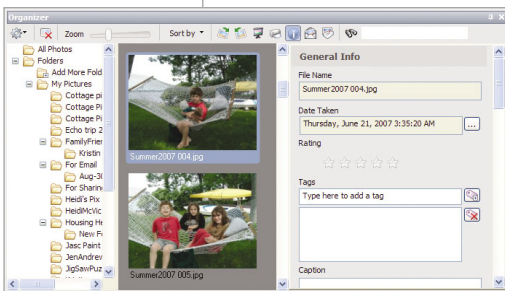 Organizer
Zoom
Sort by
All Photos
Folders
Add More Fold
My Pictures
Cottage pi
Cottage Pi
Cottage Pi
Echo trip 2
FamilyFrier
Kristin
For Email
Aug-30
For Sharin
Heidi's Pix
HeidiMcVic
Housing He
New F
Jasc Paint
JenAndrew
JigSawPuz
Summer2007 004.jpg
Summer2007 005.jpg
General Info
File Name
Summer2007 004.jpg
Date Taken
Thursday, June 21, 2007 3:35:20 AM
...
Rating
Tags
Type here to add a tag
Caption